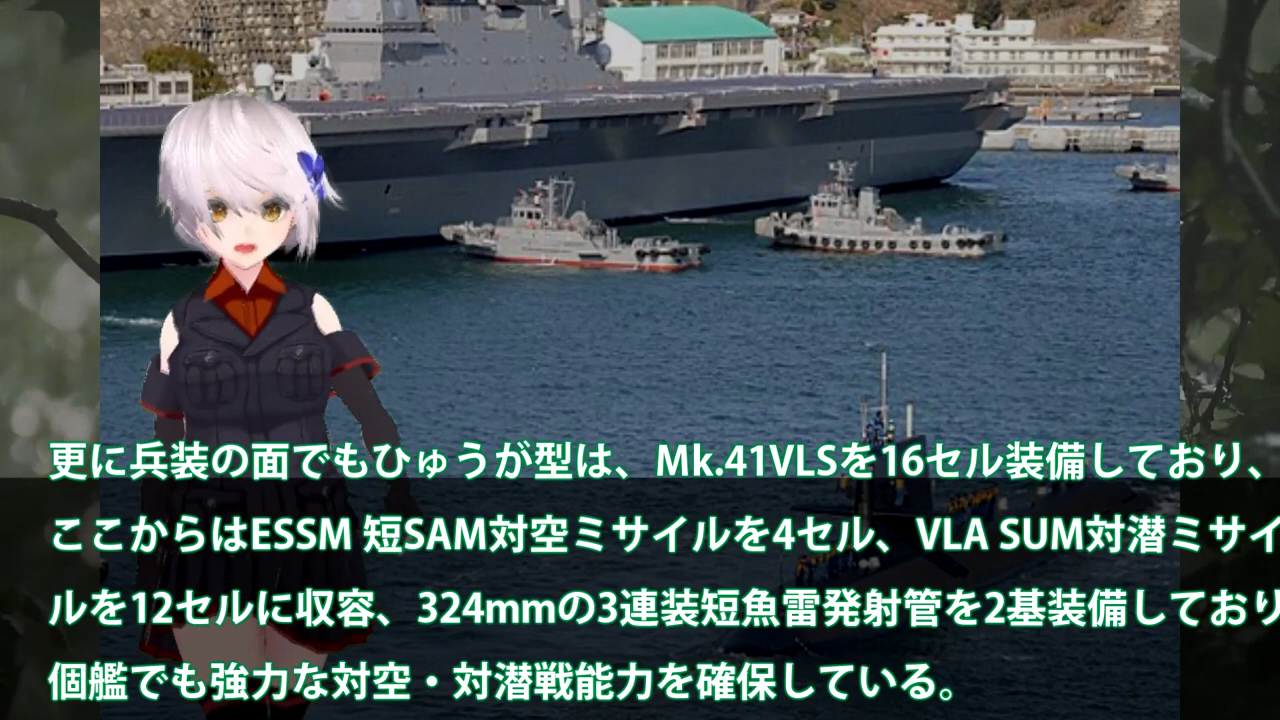 更に兵装の面でもひゅうが型は、Mk.41VLSを16セル装備しており、
ここからはESSM 短SAM対空ミサイルを4セル、VLA SUM対潜ミサイ
ルを12セルに収容、324mmの3連装短魚雷発射管を2基装備しており
個艦でも強力な対空・対潜戦能力を確保している。